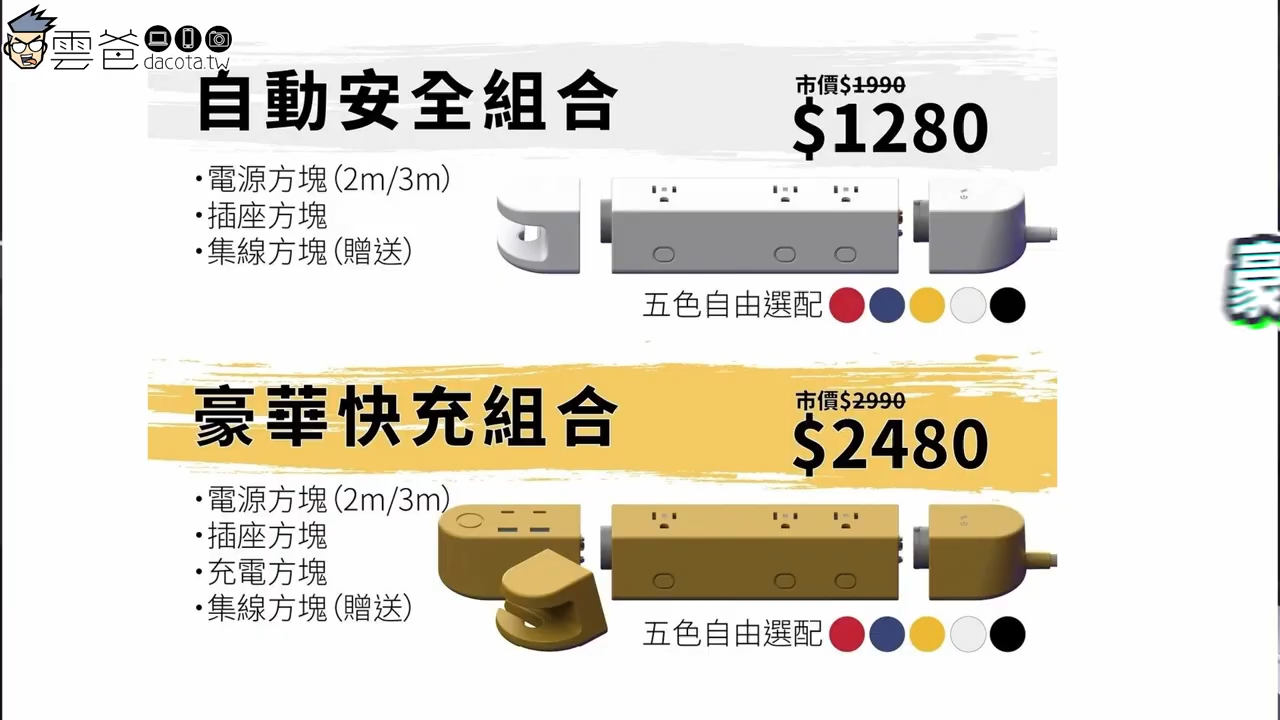 雲爸
dacota.tw
自動安全組合
市價$1990
$1280
•電源方塊(2m/3m)
•插座方塊
•集線方塊(贈送)
五色自由選配
豪
豪華快充組合
市價$2990
$2480
•電源方塊(2m/3m)
•插座方塊
•充電方塊
•集線方塊(贈送)
五色自由選配